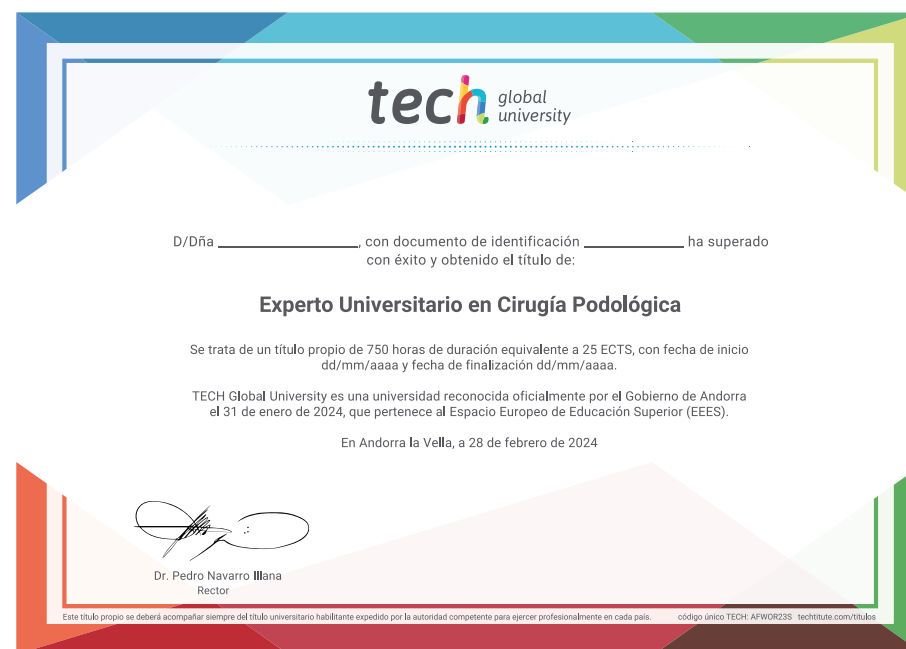 tech global university
D/Dña ____________________, con documento de identificación ______________ ha superado
con éxito y obtenido el título de:
Experto Universitario en Cirugía Podológica
Se trata de un título propio de 750 horas de duración equivalente a 25 ECTS, con fecha de inicio
dd/mm/aaaa y fecha de finalización dd/mm/aaaa.
TECH Global University es una universidad reconocida oficialmente por el Gobierno de Andorra
el 31 de enero de 2024, que pertenece al Espacio Europeo de Educación Superior (EEES).
En Andorra la Vella, a 28 de febrero de 2024
Dr. Pedro Navarro Illana
Rector
Este título propio se deberá acompañar siempre del título universitario habilitante expedido por la autoridad competente para ejercer profesionalmente en cada país. código único TECH: AFWOR23S techtitute.com/titulos